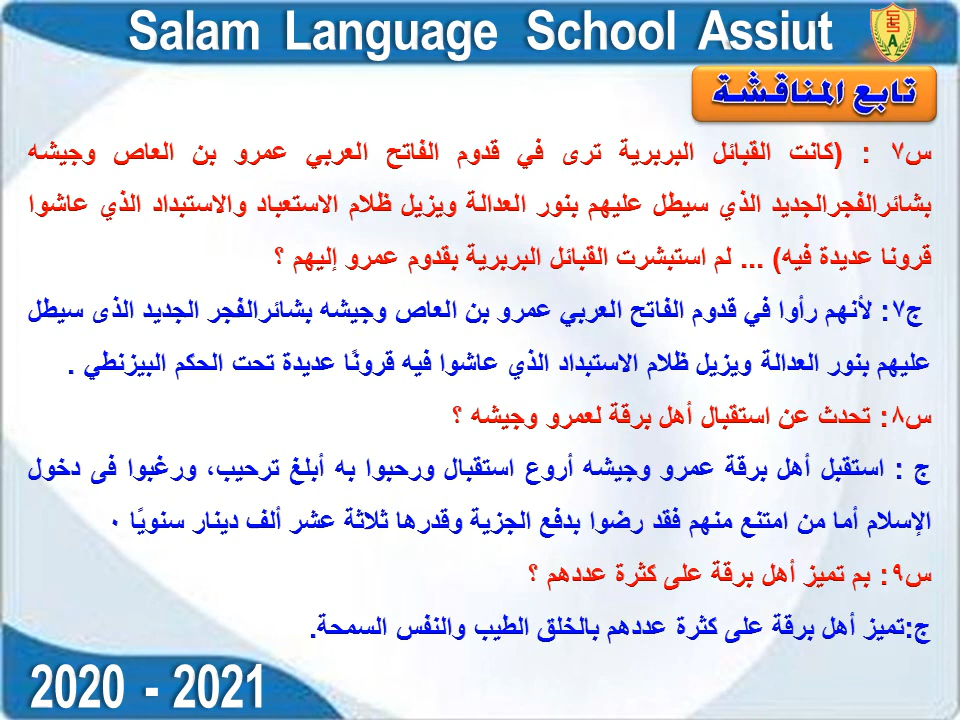 Salam Language School Assiut
تابع المناقشة
س٧ : (كانت القبائل البربرية ترى في قدوم الفاتح العربي عمرو بن العاص وجيشه
بشائرالفجرالجديد الذي سيطل عليهم بنور العدالة ويزيل ظلام الاستعباد والاستبداد الذي عاشوا
قرونا عديدة فيه) ... لم استبشرت القبائل البربرية بقدوم عمرو إليهم ؟
ج٧: لأنهم رأوا في قدوم الفاتح العربي عمرو بن العاص وجيشه بشائرالفجر الجديد الذى سيطل
عليهم بنور العدالة ويزيل ظلام الاستبداد الذي عاشوا فيه قرونًا عديدة تحت الحكم البيزنطي .
س٨: تحدث عن استقبال أهل برقة لعمرو وجيشه ؟
ج : استقبل أهل برقة عمرو وجيشه أروع استقبال ورحبوا به أبلغ ترحيب، ورغبوا فى دخول
الإسلام أما من امتنع منهم فقد رضوا بدفع الجزية وقدرها ثلاثة عشر ألف دينار سنويًا ٠
س٩: بم تميز أهل برقة على كثرة عددهم ؟
ج:تميز أهل برقة على كثرة عددهم بالخلق الطيب والنفس السمحة.
2020 - 2021